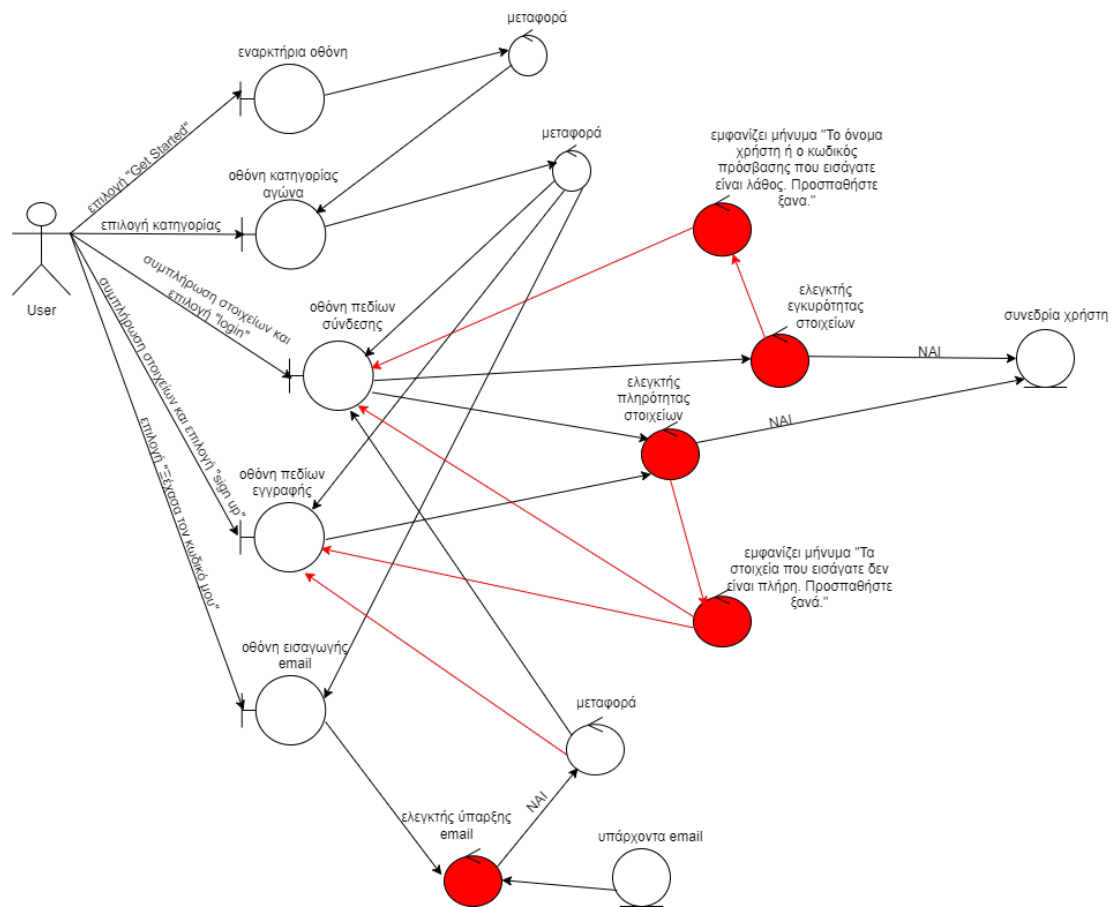 μεταφορά
εναρκτήρια οθόνη
επιλογή "Get Started"
μεταφορά
εμφανίζει μήνυμα "Το όνομα
χρήστη ή ο κωδικός
πρόσβασης που εισάγατε
είναι λάθος. Προσπαθήστε
ξανα."
οθόνη κατηγορίας
αγώνα
επιλογή κατηγορίας
User
συμπλήρωση στοιχείων και
επιλογή "login"
οθόνη πεδίων
σύνδεσης
ελεγκτής
εγκυρότητας
στοιχείων
συνεδρία χρήστη
ΝΑΙ
ελεγκτής
πληρότητας
στοιχείων
ΝΑΙ
συμπλήρωση στοιχείων και επιλογή "sign up"
οθόνη πεδίων
εγγραφής
επιλογή "Ξέχασα τον κωδικό μου"
εμφανίζει μήνυμα "Τα
στοιχεία που εισάγατε δεν
είναι πλήρη. Προσπαθήστε
ξανά."
οθόνη εισαγωγής
email
μεταφορά
ΝΑΙ
ελεγκτής ύπαρξης
email
υπάρχοντα email